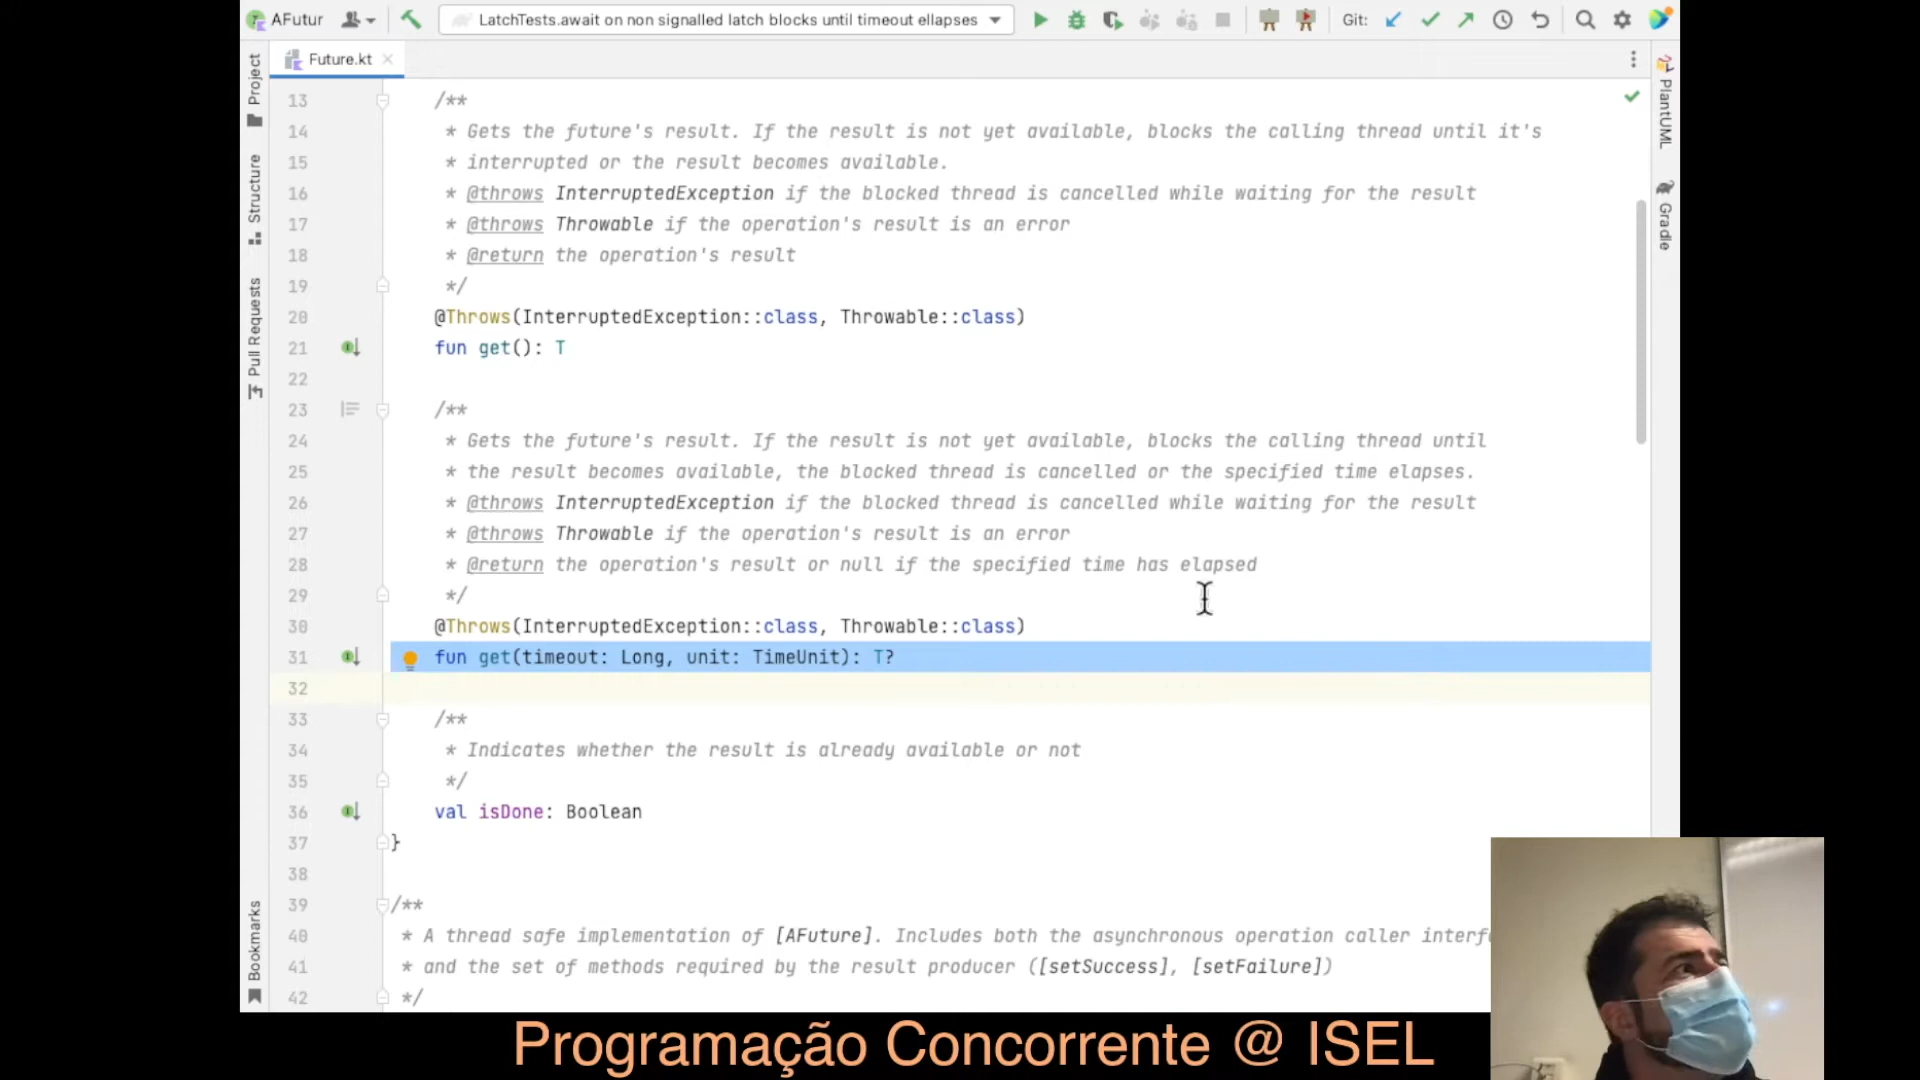 AFutur
LatchTests.await on non signalled latch blocks until timeout ellapses
Git:
Future.kt
Project
Structure
Pull Requests
Bookmarks
PlantUML
Gradle
13 /**
14 * Gets the future's result. If the result is not yet available, blocks the calling thread until it's
15 * interrupted or the result becomes available.
16 * @throws InterruptedException if the blocked thread is cancelled while waiting for the result
17 * @throws Throwable if the operation's result is an error
18 * @return the operation's result
19 */
20 @Throws(InterruptedException::class, Throwable::class)
21 fun get(): T
22
23 /**
24 * Gets the future's result. If the result is not yet available, blocks the calling thread until
25 * the result becomes available, the blocked thread is cancelled or the specified time elapses.
26 * @throws InterruptedException if the blocked thread is cancelled while waiting for the result
27 * @throws Throwable if the operation's result is an error
28 * @return the operation's result or null if the specified time has elapsed
29 */
30 @Throws(InterruptedException::class, Throwable::class)
31 fun get(timeout: Long, unit: TimeUnit): T?
32
33 /**
34 * Indicates whether the result is already available or not
35 */
36 val isDone: Boolean
37 }
38
39 /**
40 * A thread safe implementation of [AFuture]. Includes both the asynchronous operation caller interf
41 * and the set of methods required by the result producer ([setSuccess], [setFailure])
42 */
Programação Concorrente @ ISEL